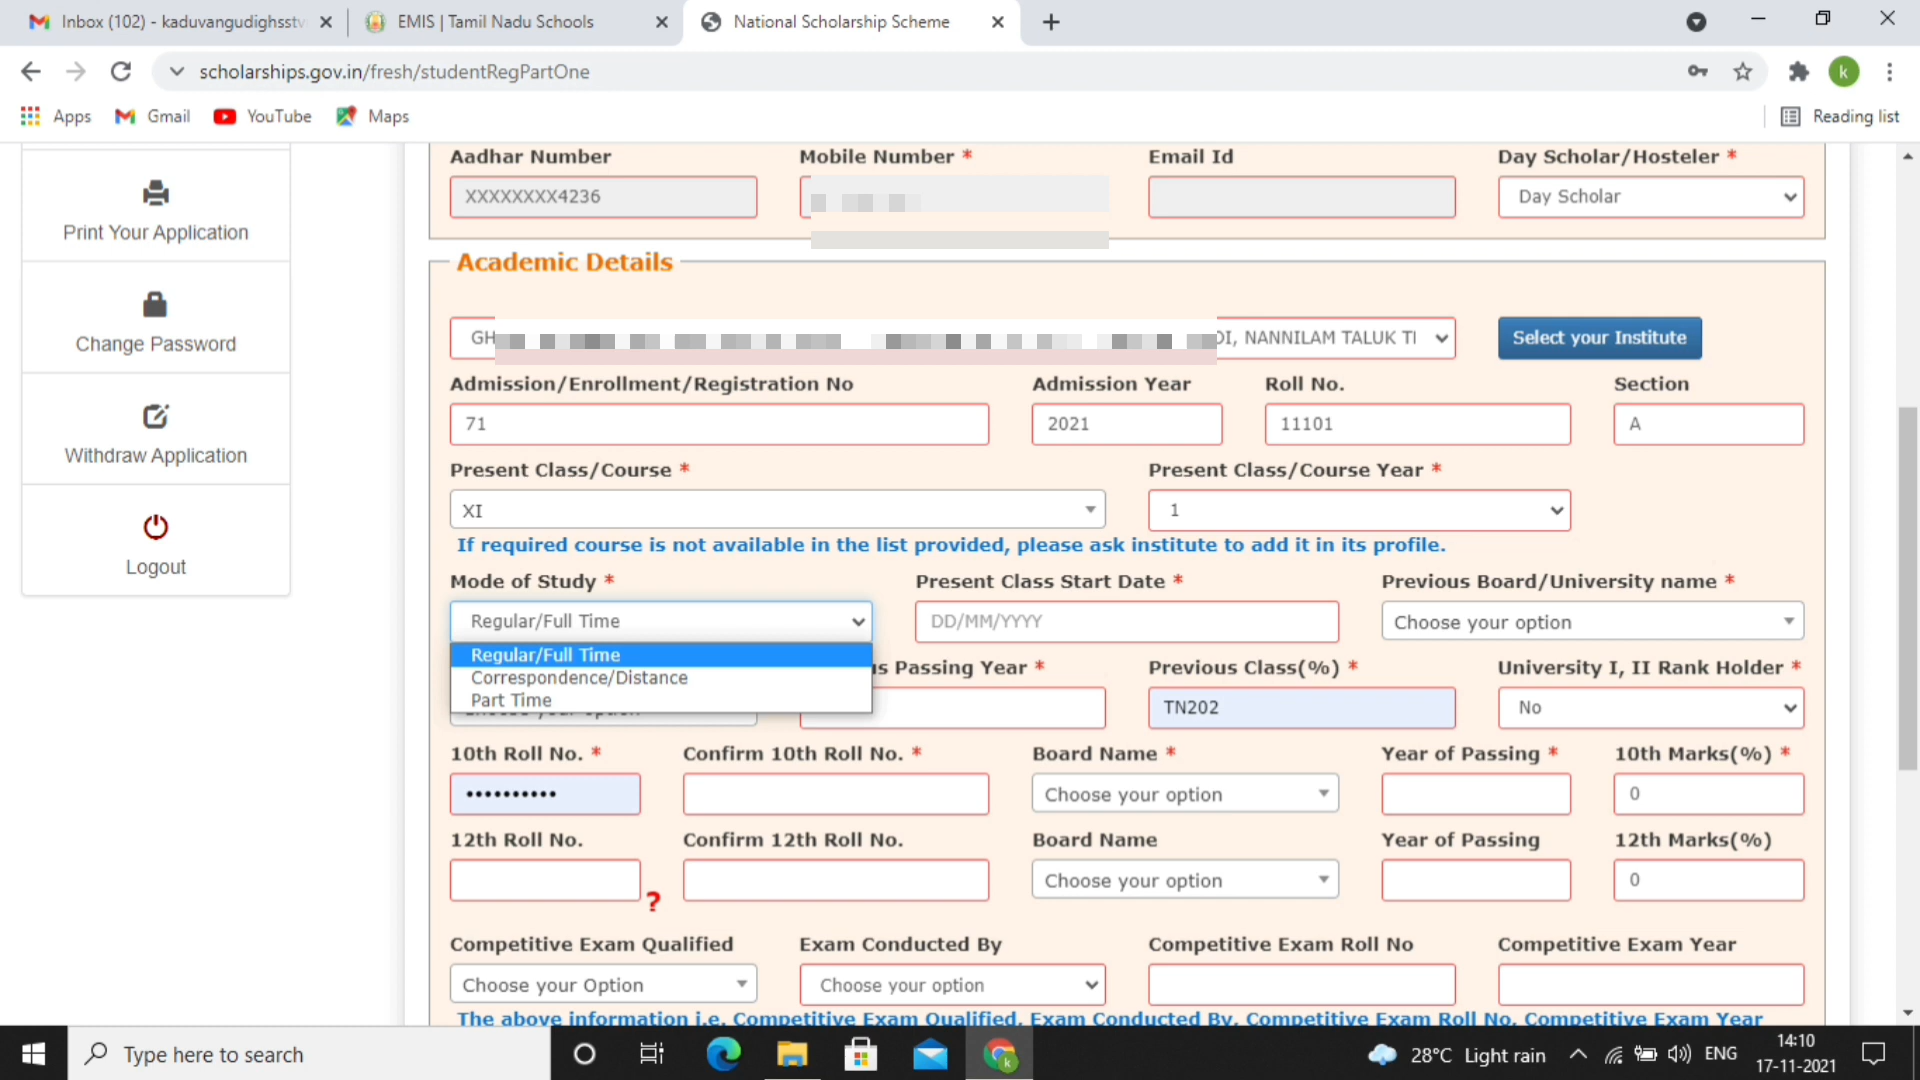 Inbox (102) - kaduvangudighsstv
EMIS | Tamil Nadu Schools
National Scholarship Scheme
scholarships.gov.in/fresh/studentRegPartOne
k
Apps
Gmail
YouTube
Maps
Reading list
Print Your Application
Change Password
Withdraw Application
Logout
Aadhar Number Mobile Number * Email Id Day Scholar/Hosteler *
XXXXXXXX4236 Day Scholar
Academic Details
GH DI, NANNILAM TALUK TI Select your Institute
Admission/Enrollment/Registration No Admission Year Roll No. Section
71 2021 11101 A
Present Class/Course * Present Class/Course Year *
XI 1
If required course is not available in the list provided, please ask institute to add it in its profile.
Mode of Study * Present Class Start Date * Previous Board/University name *
Regular/Full Time DD/MM/YYYY Choose your option
Regular/Full Time
Correspondence/Distance
Part Time
us Passing Year * Previous Class(%) * University I, II Rank Holder *
TN202 No
10th Roll No. * Confirm 10th Roll No. * Board Name * Year of Passing * 10th Marks(%) *
•••••••••• Choose your option 0
12th Roll No. Confirm 12th Roll No. Board Name Year of Passing 12th Marks(%)
? Choose your option 0
Competitive Exam Qualified Exam Conducted By Competitive Exam Roll No Competitive Exam Year
Choose your Option Choose your option
The above information i.e. Competitive Exam Qualified, Exam Conducted By, Competitive Exam Roll No, Competitive Exam Year
Type here to search
k
28°C Light rain
ENG
14:10
17-11-2021